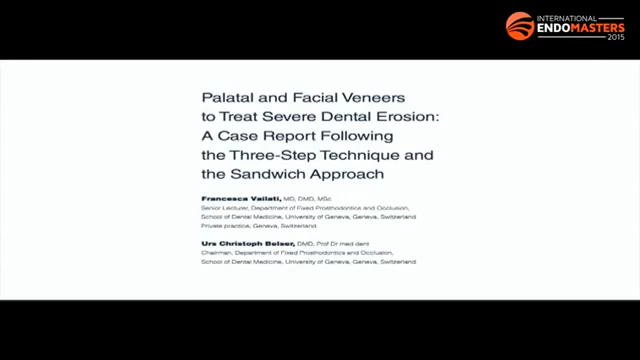 INTERNATIONAL
ENDOMASTERS
2015
Palatal and Facial Veneers
to Treat Severe Dental Erosion:
A Case Report Following
the Three-Step Technique and
the Sandwich Approach
Francesca Vailati, MD, DMD, MSc
Senior Lecturer, Department of Fixed Prosthodontics and Occlusion,
School of Dental Medicine, University of Geneva, Geneva, Switzerland
Private practice, Geneva, Switzerland
Urs Christoph Belser, DMD, Prof Dr med dent
Chairman, Department of Fixed Prosthodontics and Occlusion,
School of Dental Medicine, University of Geneva, Geneva, Switzerland